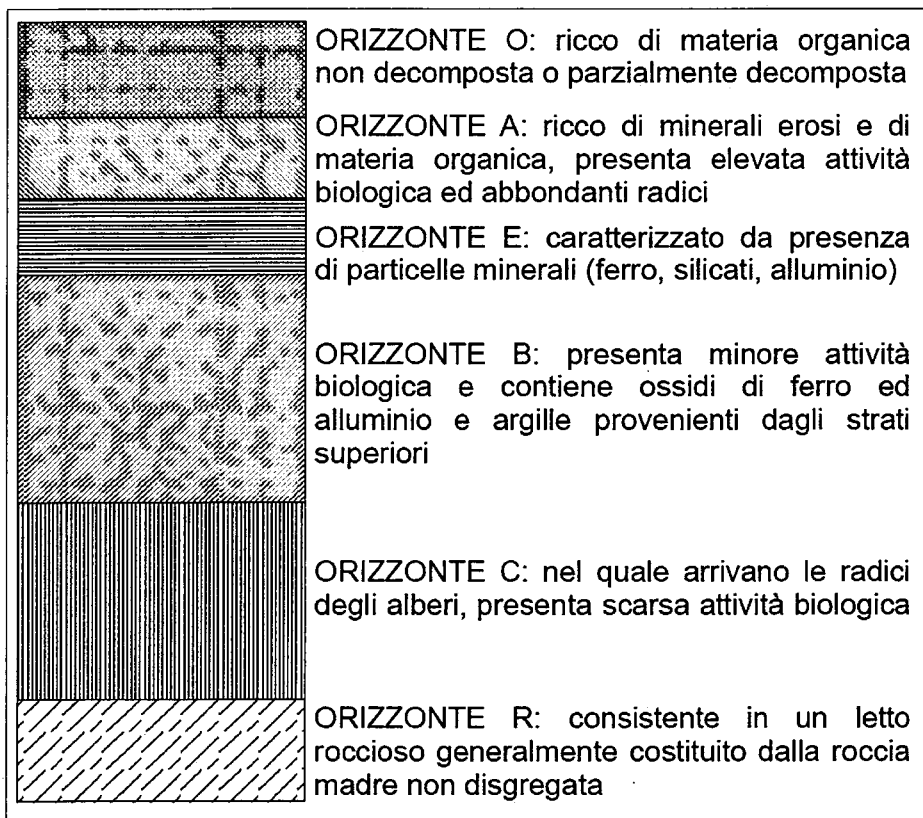 ORIZZONTE O: ricco di materia organica
non decomposta o parzialmente decomposta
ORIZZONTE A: ricco di minerali erosi e di
materia organica, presenta elevata attività
biologica ed abbondanti radici
ORIZZONTE E: caratterizzato da presenza
di particelle minerali (ferro, silicati, alluminio)
ORIZZONTE B: presenta minore attività
biologica e contiene ossidi di ferro ed
alluminio e argille provenienti dagli strati
superiori
ORIZZONTE C: nel quale arrivano le radici
degli alberi, presenta scarsa attività biologica
ORIZZONTE R: consistente in un letto
roccioso generalmente costituito dalla roccia
madre non disgregata